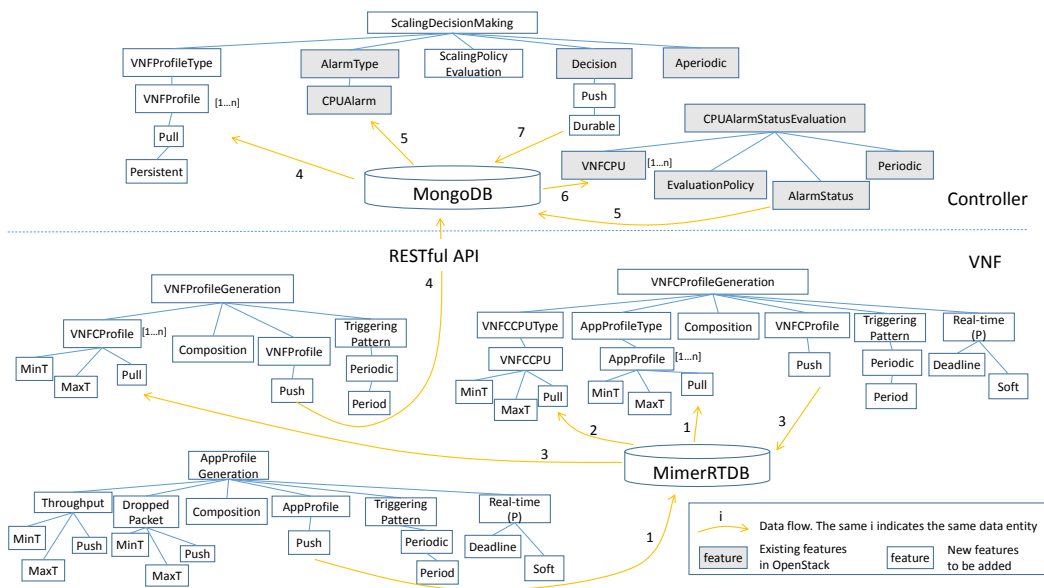 ScalingDecisionMaking
VNFProfileType
AlarmType
ScalingPolicy
Evaluation
Decision
Aperiodic
VNFProfile
[1…n]
CPUAlarm
Push
Pull
Durable
CPUAlarmStatusEvaluation
Persistent
4
5
7
VNFCPU
[1…n]
Periodic
EvaluationPolicy
AlarmStatus
MongoDB
6
5
Controller
RESTful API
VNF
4
VNFProfileGeneration
VNFCProfile
[1…n]
Composition
VNFProfile
Triggering
Pattern
MinT
MaxT
Pull
Push
Periodic
Period
VNFCProfileGeneration
VNFCCPUType
AppProfileType
Composition
VNFCProfile
Triggering
Pattern
Real-time
(P)
VNFCCPU
AppProfile
[1…n]
Push
Periodic
Deadline
MinT
MaxT
Pull
MinT
MaxT
Pull
Period
Soft
2
1
3
3
MimerRTDB
AppProfile
Generation
Throughput
Dropped
Packet
Composition
AppProfile
Triggering
Pattern
Real-time
(P)
MinT
MaxT
Push
MinT
MaxT
Push
Push
Periodic
Period
Deadline
Soft
1
i
Data flow. The same i indicates the same data entity
feature
Existing features
in OpenStack
feature
New features
to be added